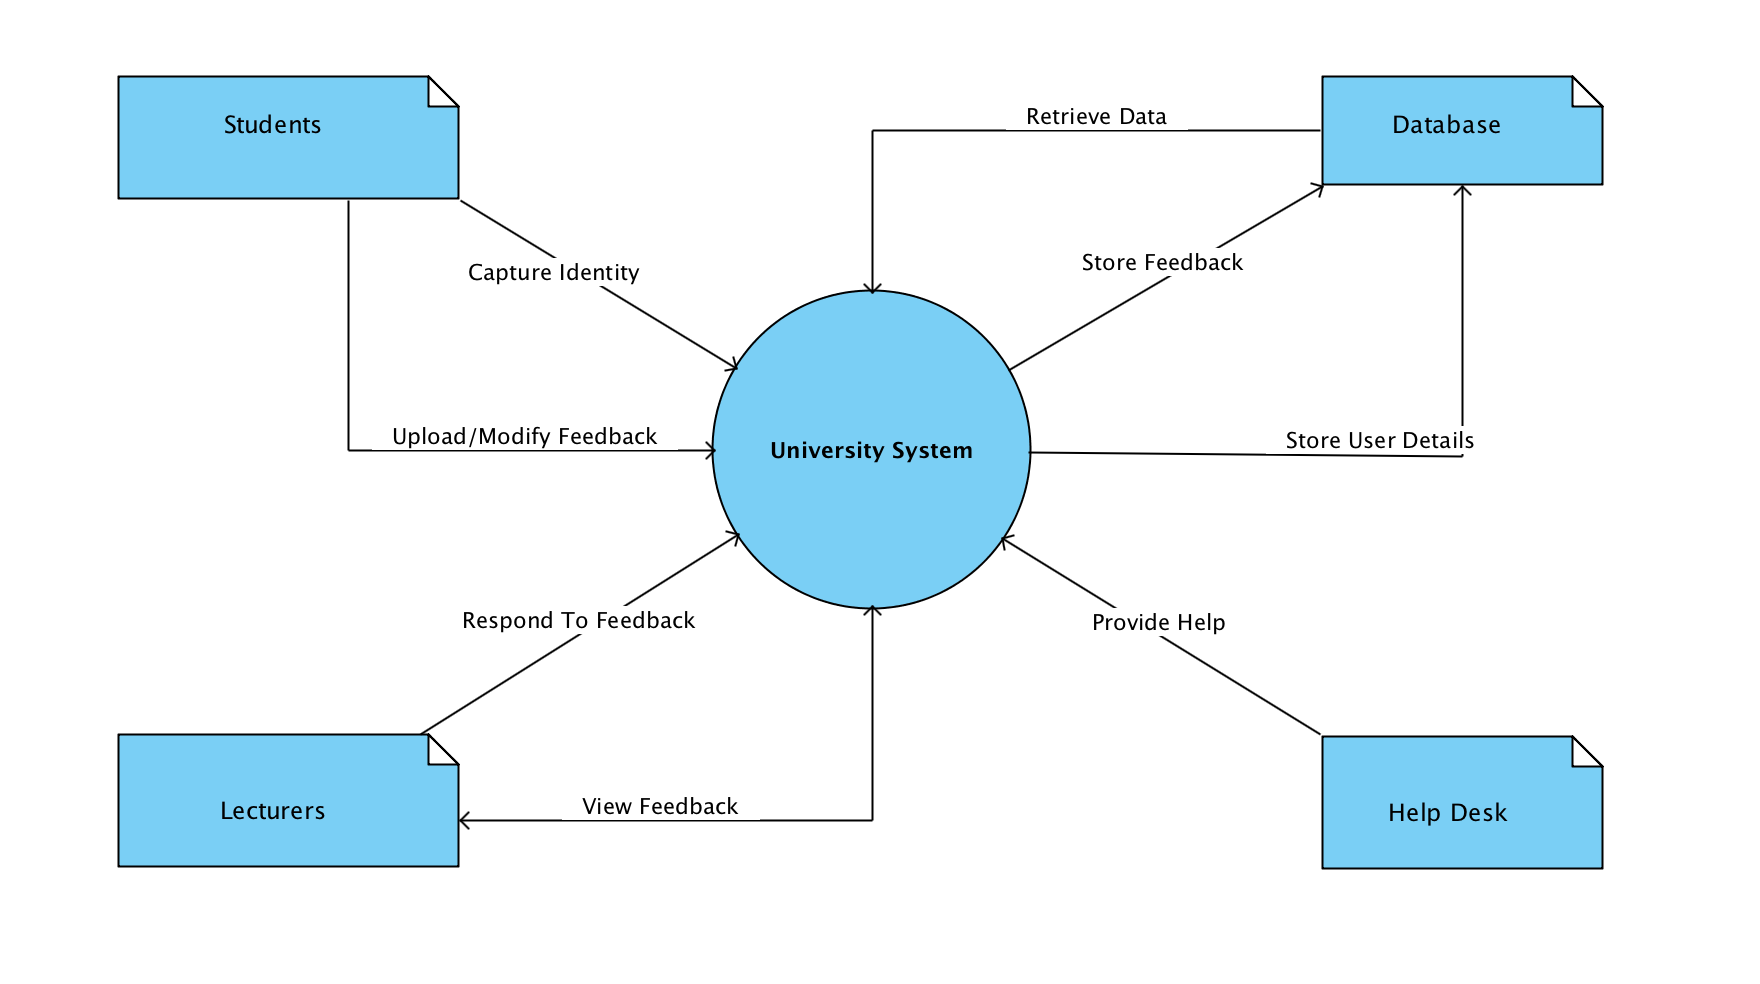 Students
Database
Retrieve Data
Store Feedback
Capture Identity
Upload/Modify Feedback
University System
Store User Details
Respond To Feedback
Provide Help
View Feedback
Lecturers
Help Desk